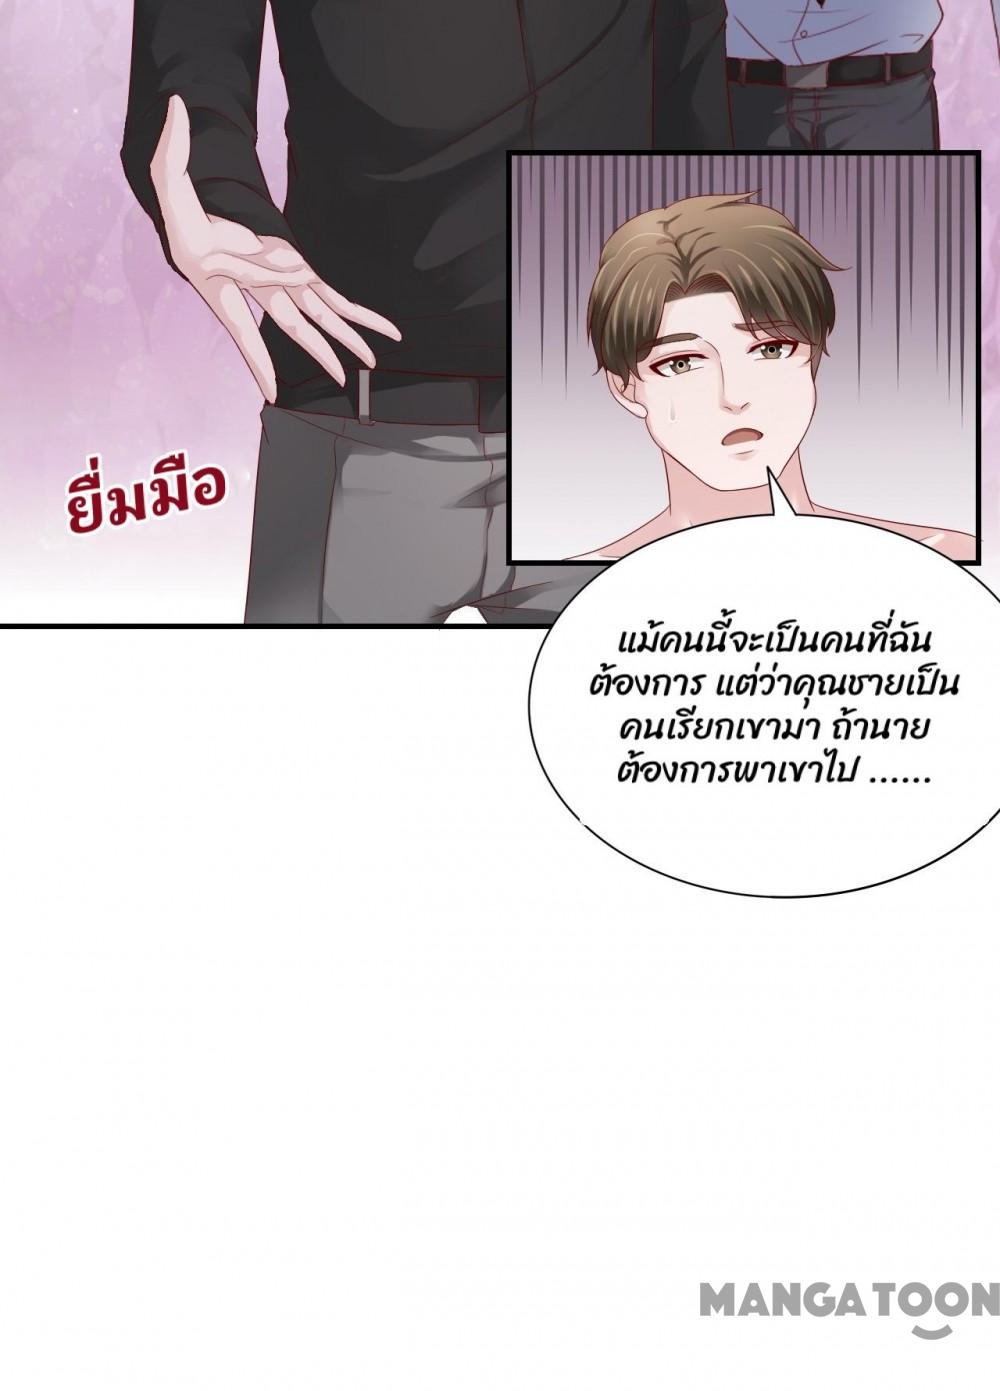 ยื่มมือ
แม้คนนี้จะเป็นคนที่ฉัน
ต้องการ แต่ว่าคุณชายเป็น
คนเรียกเขามา ถ้านาย
ต้องการพาเขาไป ......
MANGATOON